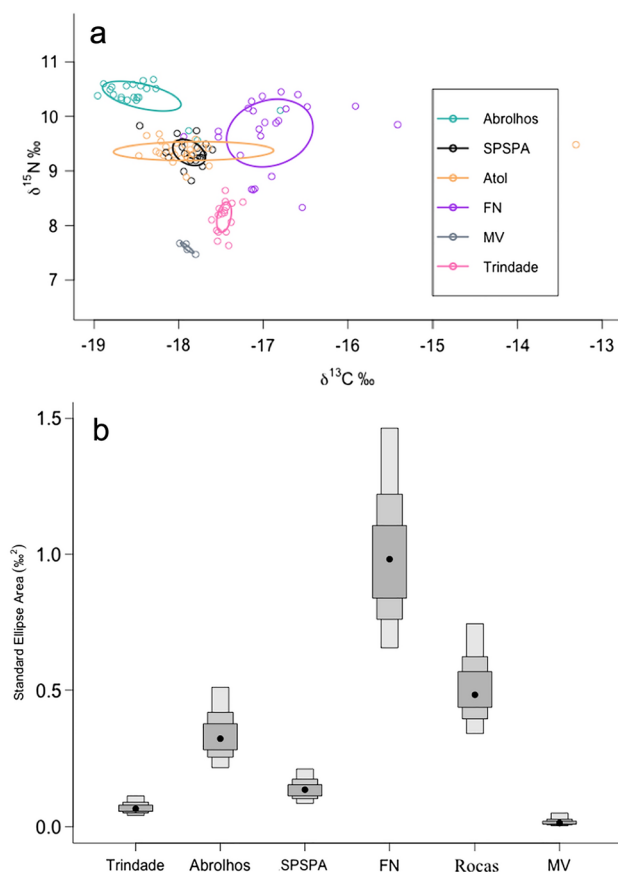 a
11
10
9
8
7
δ15N ‰
Abrolhos
SPSPA
Atol
FN
MV
Trindade
-19 -18 -17 -16 -15 -14 -13
δ13C ‰
b
1.5
1.0
0.5
0.0
Standard Ellipse Area (‰2)
Trindade Abrolhos SPSPA FN Rocas MV